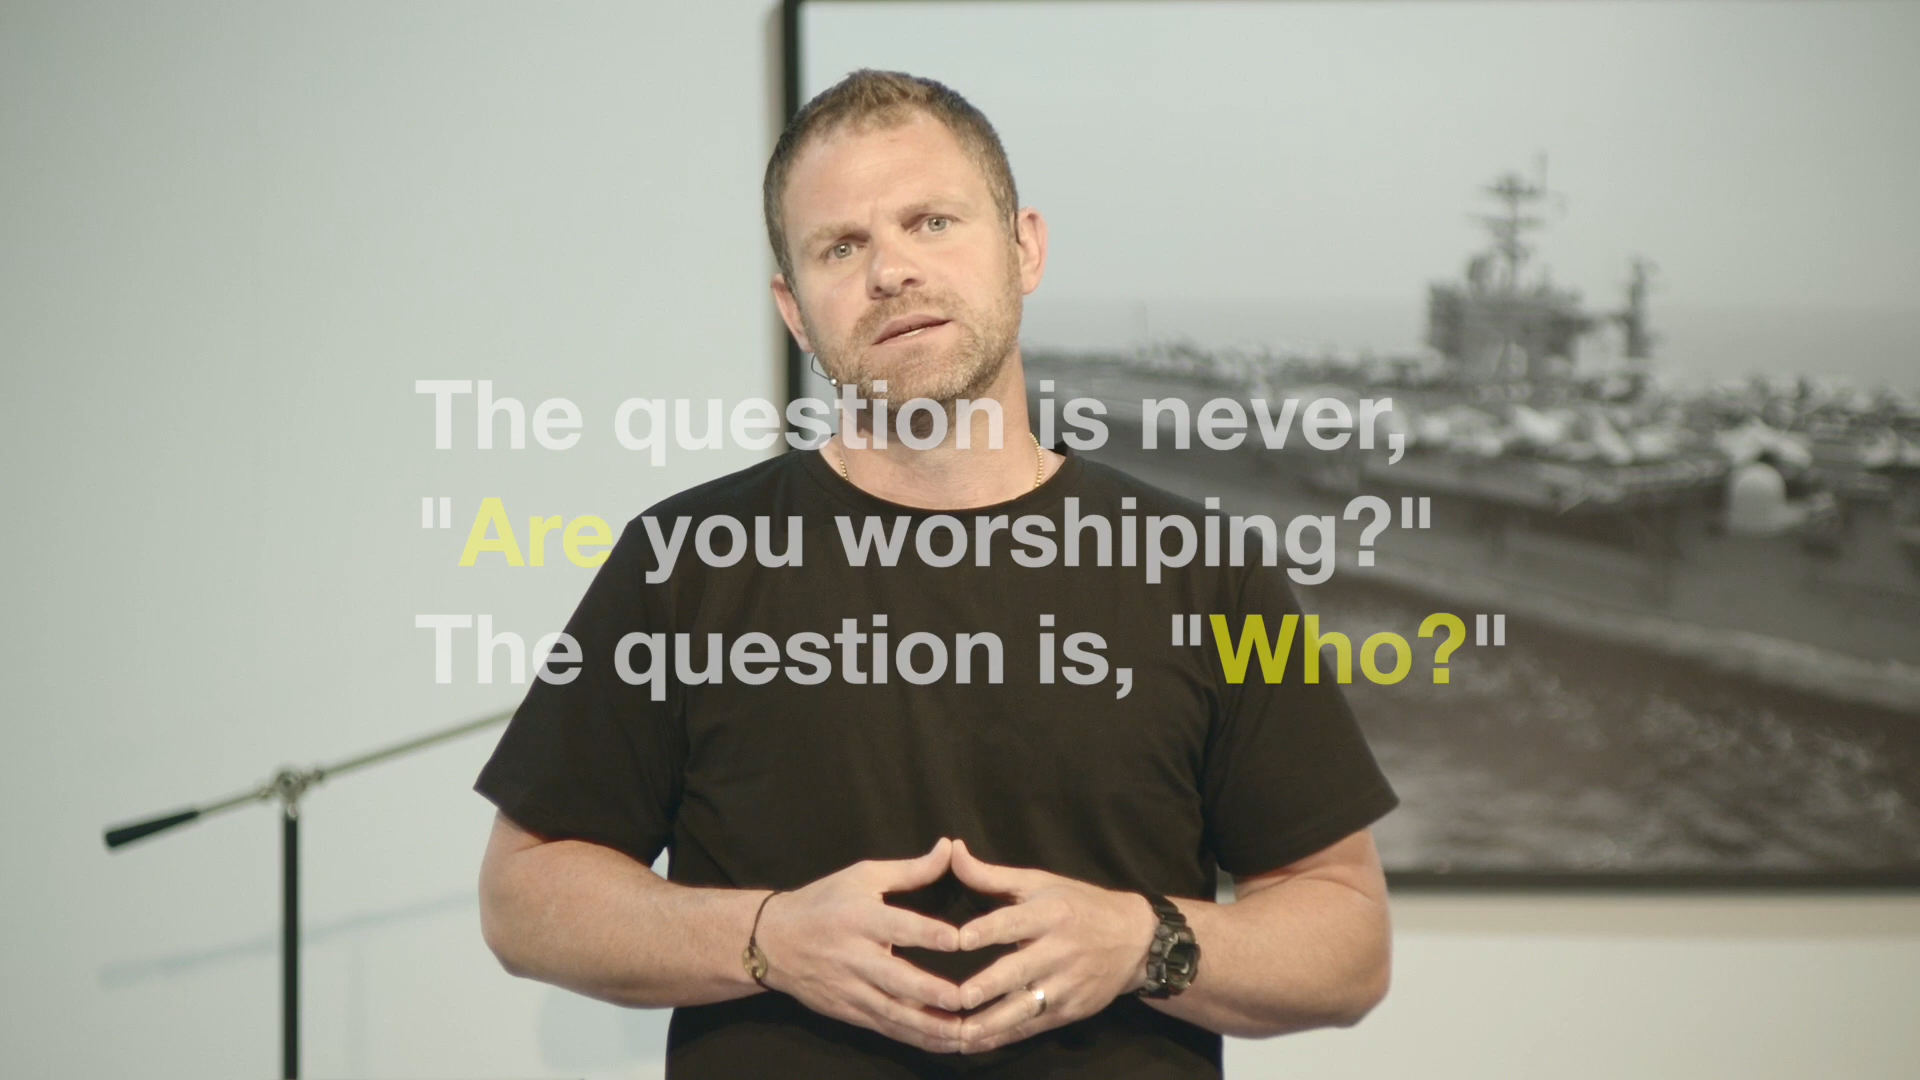 The question is never,
"Are you worshiping?"
The question is, "Who?"